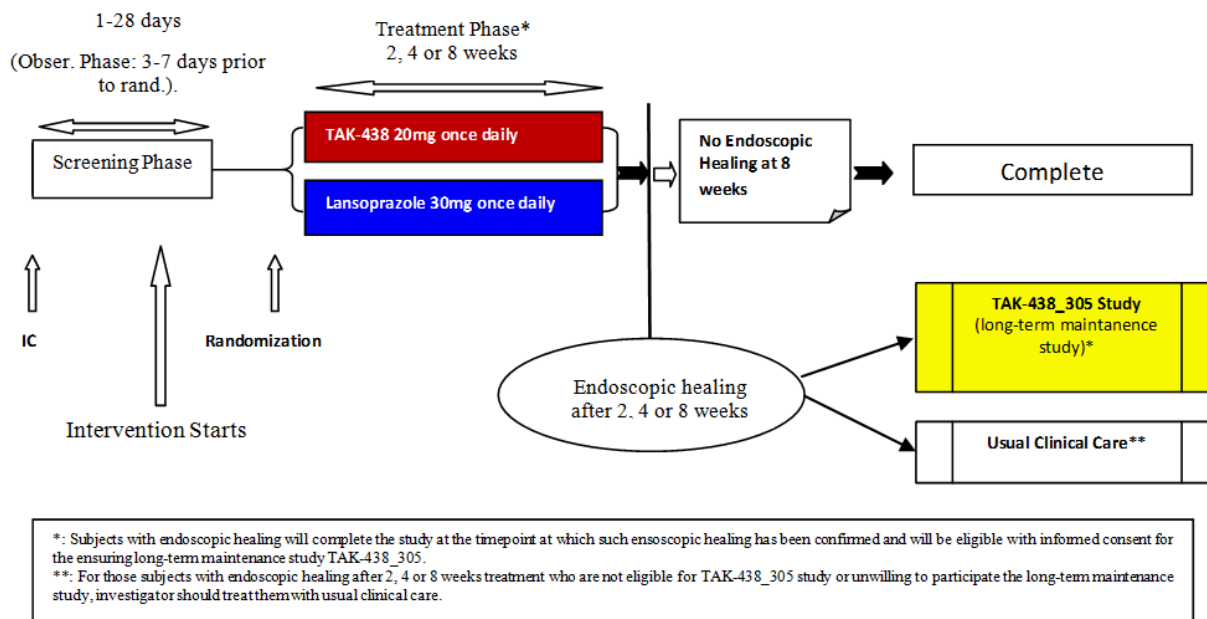 1-28 days
(Obser. Phase: 3-7 days prior
to rand.).
Treatment Phase*
2, 4 or 8 weeks
Screening Phase
TAK-438 20mg once daily
Lansoprazole 30mg once daily
No Endoscopic
Healing at 8
weeks
Complete
IC
Randomization
Intervention Starts
Endoscopic healing
after 2, 4 or 8 weeks
TAK-438_305 Study
(long-term maintanence
study)*
Usual Clinical Care**
*: Subjects with endoscopic healing will complete the study at the timepoint at which such ensoscopic healing has been confirmed and will be eligible with informed consent for
the ensuring long-term maintenance study TAK-438_305.
**: For those subjects with endoscopic healing after 2, 4 or 8 weeks treatment who are not eligible for TAK-438_305 study or unwilling to participate the long-term maintenance
study, investigator should treat them with usual clinical care.